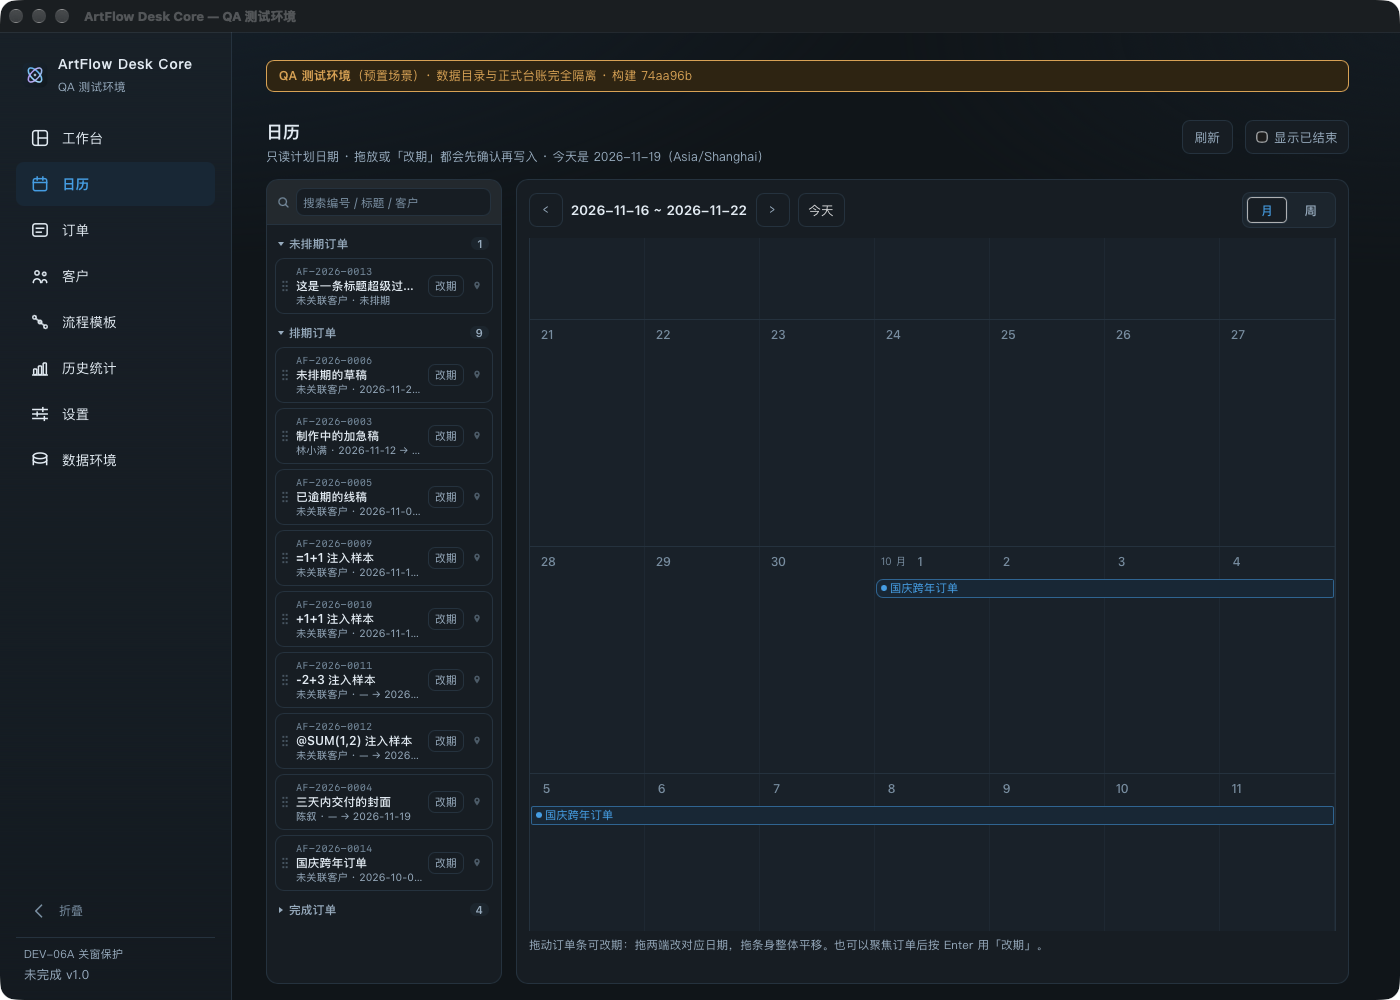 ArtFlow Desk Core — QA 测试环境
ArtFlow Desk Core
QA 测试环境
工作台
日历
订单
客户
流程模板
历史统计
设置
数据环境
折叠
DEV-06A 关窗保护
未完成 v1.0
QA 测试环境（预置场景）· 数据目录与正式台账完全隔离 · 构建 74aa96b
日历
只读计划日期 · 拖放或「改期」都会先确认再写入 · 今天是 2026-11-19（Asia/Shanghai）
刷新
显示已结束
搜索编号 / 标题 / 客户
未排期订单 1
AF-2026-0013
这是一条标题超级过...
未关联客户 · 未排期
改期
排期订单 9
AF-2026-0006
未排期的草稿
未关联客户 · 2026-11-2...
改期
AF-2026-0003
制作中的加急稿
林小满 · 2026-11-12 → ...
改期
AF-2026-0005
已逾期的线稿
未关联客户 · 2026-11-0...
改期
AF-2026-0009
=1+1 注入样本
未关联客户 · 2026-11-1...
改期
AF-2026-0010
+1+1 注入样本
未关联客户 · 2026-11-1...
改期
AF-2026-0011
-2+3 注入样本
未关联客户 · — → 2026...
改期
AF-2026-0012
@SUM(1,2) 注入样本
未关联客户 · — → 2026...
改期
AF-2026-0004
三天内交付的封面
陈叙 · — → 2026-11-19
改期
AF-2026-0014
国庆跨年订单
未关联客户 · 2026-10-0...
改期
完成订单 4
< 2026-11-16 ~ 2026-11-22 > 今天
月 周
21 22 23 24 25 26 27
28 29 30 10 月 1 2 3 4
国庆跨年订单
5 6 7 8 9 10 11
国庆跨年订单
拖动订单条可改期：拖两端改对应日期，拖条身整体平移。也可以聚焦订单后按 Enter 用「改期」。